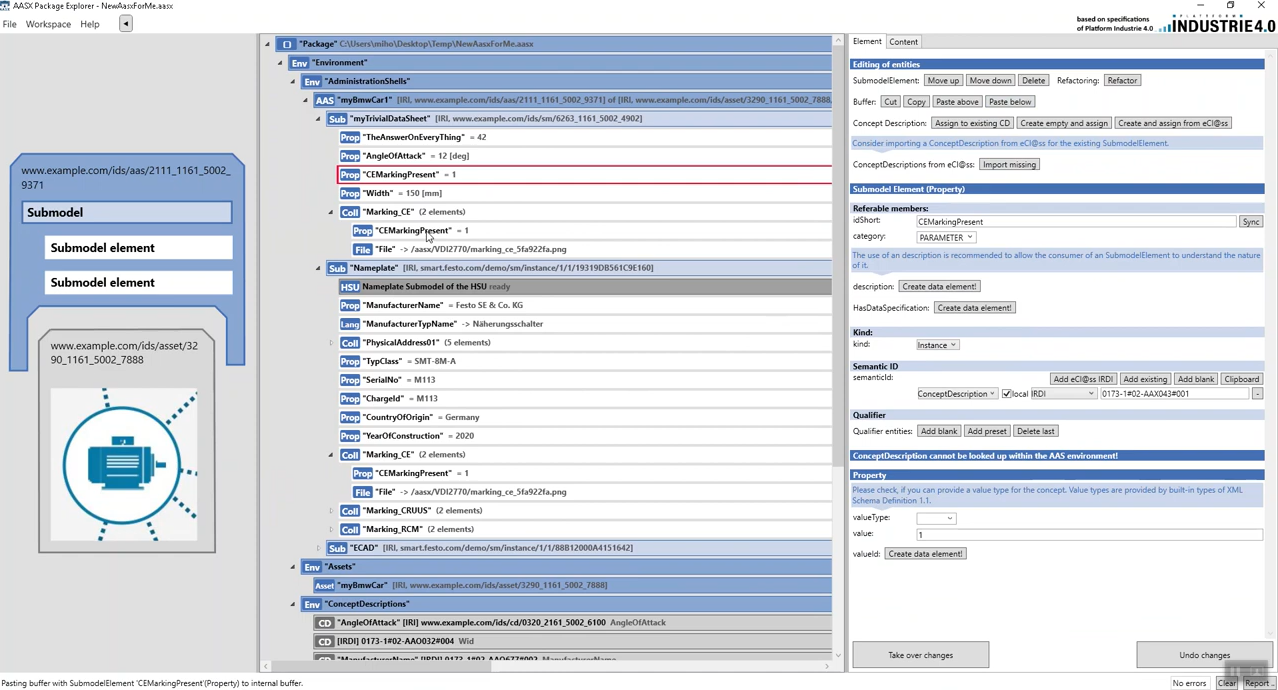 AASX Package Explorer - NewAasxForMe.aasx
File Workspace Help
based on specifications
of Platform Industrie 4.0
PLATTFORM
INDUSTRIE4.0
www.example.com/ids/aas/2111_1161_5002_
9371
Submodel
Submodel element
Submodel element
www.example.com/ids/asset/32
90_1161_5002_7888
"Package" C:\Users\miho\Desktop\Temp\NewAasxForMe.aasx
Env "Environment"
Env "AdministrationShells"
AAS "myBmwCar1" [IRI, www.example.com/ids/aas/2111_1161_5002_9371] of [IRI, www.example.com/ids/asset/3290_1161_5002_7888,
Sub "myTrivialDataSheet" [IRI, www.example.com/ids/sm/6263_1161_5002_4902]
Prop "TheAnswerOnEverything" = 42
Prop "AngleOfAttack" = 12 [deg]
Prop "CEMarkingPresent" = 1
Prop "Width" = 150 [mm]
Coll "Marking_CE" (2 elements)
Prop "CEMarkingPresent" = 1
File "File" -> /aasx/VDI2770/marking_ce_5fa922fa.png
Sub "Nameplate" [IRI, smart.festo.com/demo/sm/instance/1/1/19319DB561C9E160]
HSU Nameplate Submodel of the HSU ready
Prop "ManufacturerName" = Festo SE & Co. KG
Lang "ManufacturerTypName" -> Näherungsschalter
Coll "PhysicalAddress01" (5 elements)
Prop "TypClass" = SMT-8M-A
Prop "SerialNo" = M113
Prop "ChargeId" = M113
Prop "CountryOfOrigin" = Germany
Prop "YearOfConstruction" = 2020
Coll "Marking_CE" (2 elements)
Prop "CEMarkingPresent" = 1
File "File" -> /aasx/VDI2770/marking_ce_5fa922fa.png
Coll "Marking_CRUUS" (2 elements)
Coll "Marking_RCM" (2 elements)
Sub "ECAD" [IRI, smart.festo.com/demo/sm/instance/1/1/88B12000A4151642]
Env "Assets"
Asset "myBmwCar" [IRI, www.example.com/ids/asset/3290_1161_5002_7888]
Env "ConceptDescriptions"
CD "AngleOfAttack" [IRI] www.example.com/ids/cd/0320_2161_5002_6100 AngleOfAttack
CD [IRDI] 0173-1#02-AAO032#004 Wid
CD "ManufacturerName" [IRDI] 0173-1#02-AAO677#003
Element Content
Editing of entities
SubmodelElement: Move up Move down Delete Refactoring: Refactor
Buffer: Cut Copy Paste above Paste below
Concept Description: Assign to existing CD Create empty and assign Create and assign from eCl@ss
Consider importing a ConceptDescription from eCl@ss for the existing SubmodelElement.
ConceptDescriptions from eCl@ss: Import missing
Submodel Element (Property)
Referable members:
idShort: CEMarkingPresent Sync
category: PARAMETER
The use of an description is recommended to allow the consumer of an SubmodelElement to understand the nature
of it.
description: Create data element!
HasDataSpecification: Create data element!
Kind:
kind: Instance
Semantic ID
semanticId: Add eCl@ss IRDI Add existing Add blank Clipboard
ConceptDescription local IRDI 0173-1#02-AAX043#001 -
Qualifier
Qualifier entities: Add blank Add preset Delete last
ConceptDescription cannot be looked up within the AAS environment!
Property
Please check, if you can provide a value type for the concept. Value types are provided by built-in types of XML
Schema Definition 1.1.
valueType:
value: 1
valueId: Create data element!
Take over changes Undo changes
Pasting buffer with SubmodelElement 'CEMarkingPresent'(Property) to internal buffer.
No errors Clear Report..